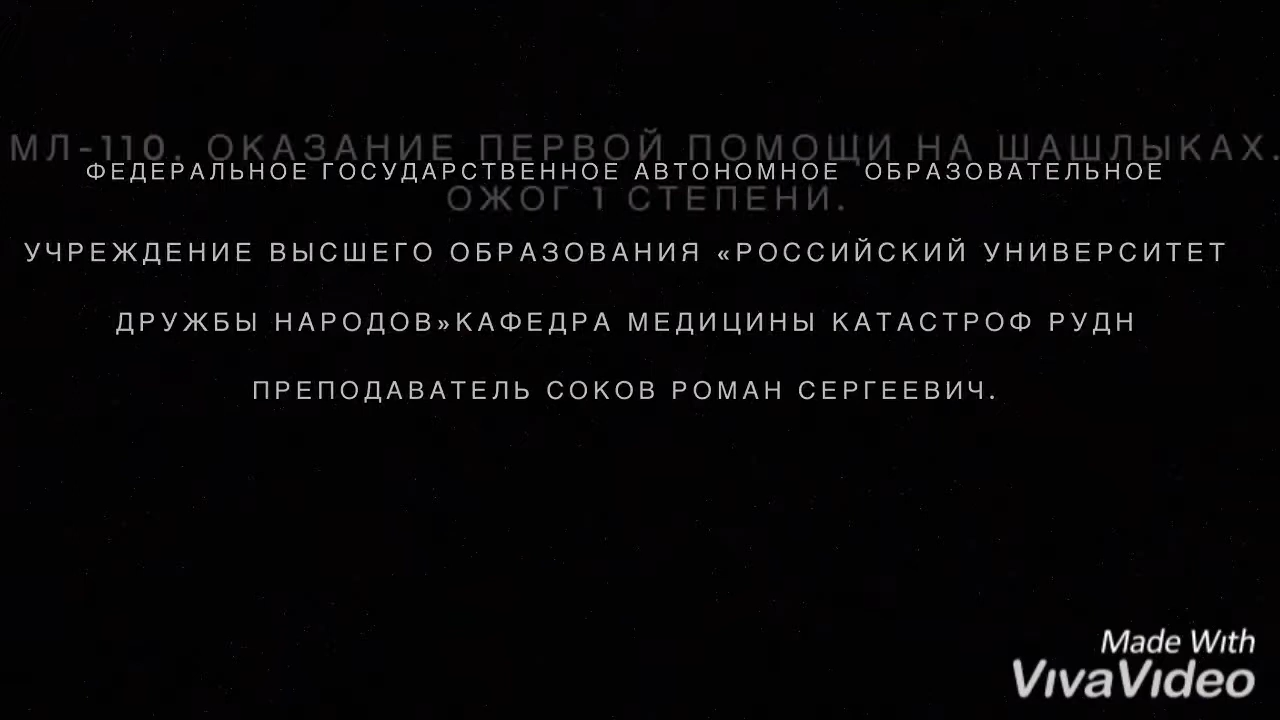 МЛ-110. ОКАЗАНИЕ ПЕРВОЙ ПОМОЩИ НА ШАШЛЫКАХ.
ФЕДЕРАЛЬНОЕ ГОСУДАРСТВЕННОЕ АВТОНОМНОЕ ОБРАЗОВАТЕЛЬНОЕ
ОЖОГ 1 СТЕПЕНИ.
УЧРЕЖДЕНИЕ ВЫСШЕГО ОБРАЗОВАНИЯ «РОССИЙСКИЙ УНИВЕРСИТЕТ
ДРУЖБЫ НАРОДОВ»КАФЕДРА МЕДИЦИНЫ КАТАСТРОФ РУДН
ПРЕПОДАВАТЕЛЬ СОКОВ РОМАН СЕРГЕЕВИЧ.
Made With
VivaVideo